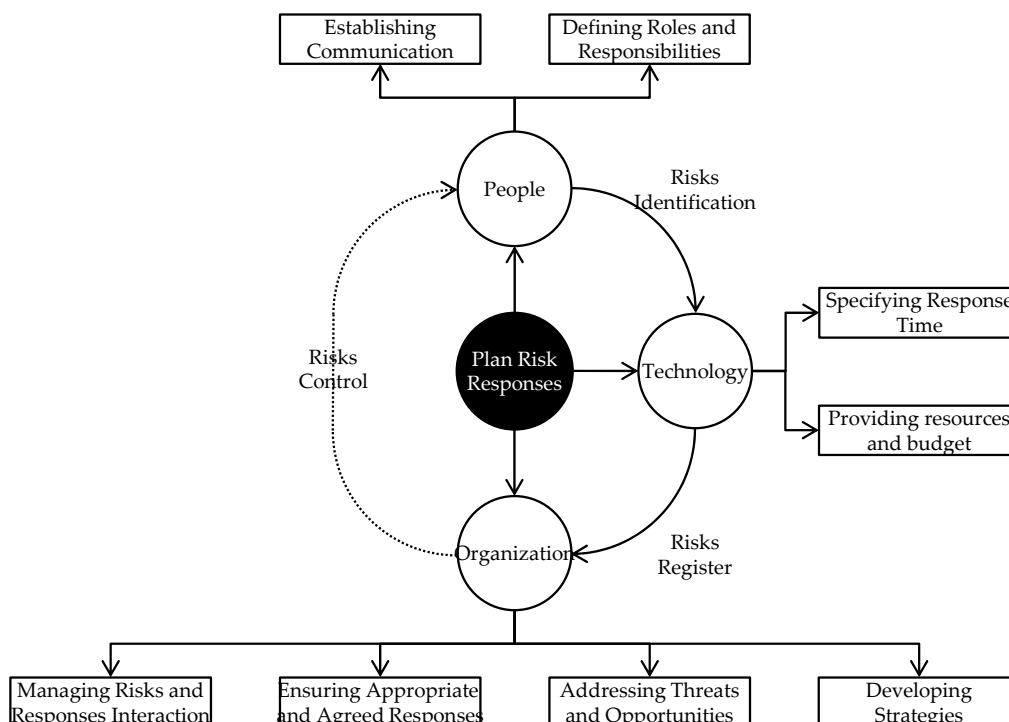 Establishing
Communication
Defining Roles and
Responsibilities
People
Risks
Identification
Specifying Response
Time
Risks
Control
Plan Risk
Responses
Technology
Providing resources
and budget
Organization
Risks
Register
Managing Risks and
Responses Interaction
Ensuring Appropriate
and Agreed Responses
Addressing Threats
and Opportunities
Developing
Strategies